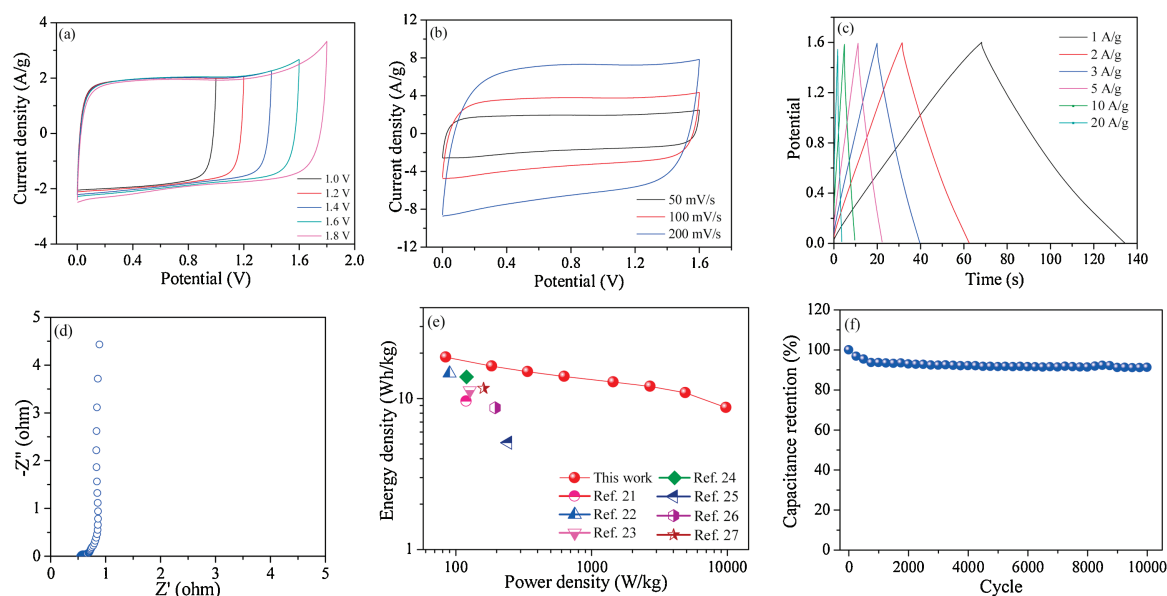 (a)
Current density (A/g)
4
2
0
-2
-4
1.0 V
1.2 V
1.4 V
1.6 V
1.8 V
0.0 0.4 0.8 1.2 1.6 2.0
Potential (V)
(b)
Current density (A/g)
12
8
4
0
-4
-8
-12
50 mV/s
100 mV/s
200 mV/s
0.0 0.4 0.8 1.2 1.6
Potential (V)
(c)
Potential
1.6
1.2
0.8
0.4
0.0
1 A/g
2 A/g
3 A/g
5 A/g
10 A/g
20 A/g
0 20 40 60 80 100 120 140
Time (s)
(d)
-Z" (ohm)
5
4
3
2
1
0
0 1 2 3 4 5
Z' (ohm)
(e)
Energy density (Wh/kg)
10
1
This work
Ref. 21
Ref. 22
Ref. 23
Ref. 24
Ref. 25
Ref. 26
Ref. 27
100 1000 10000
Power density (W/kg)
(f)
Capacitance retention (%)
120
100
80
60
40
20
0
0 2000 4000 6000 8000 10000
Cycle